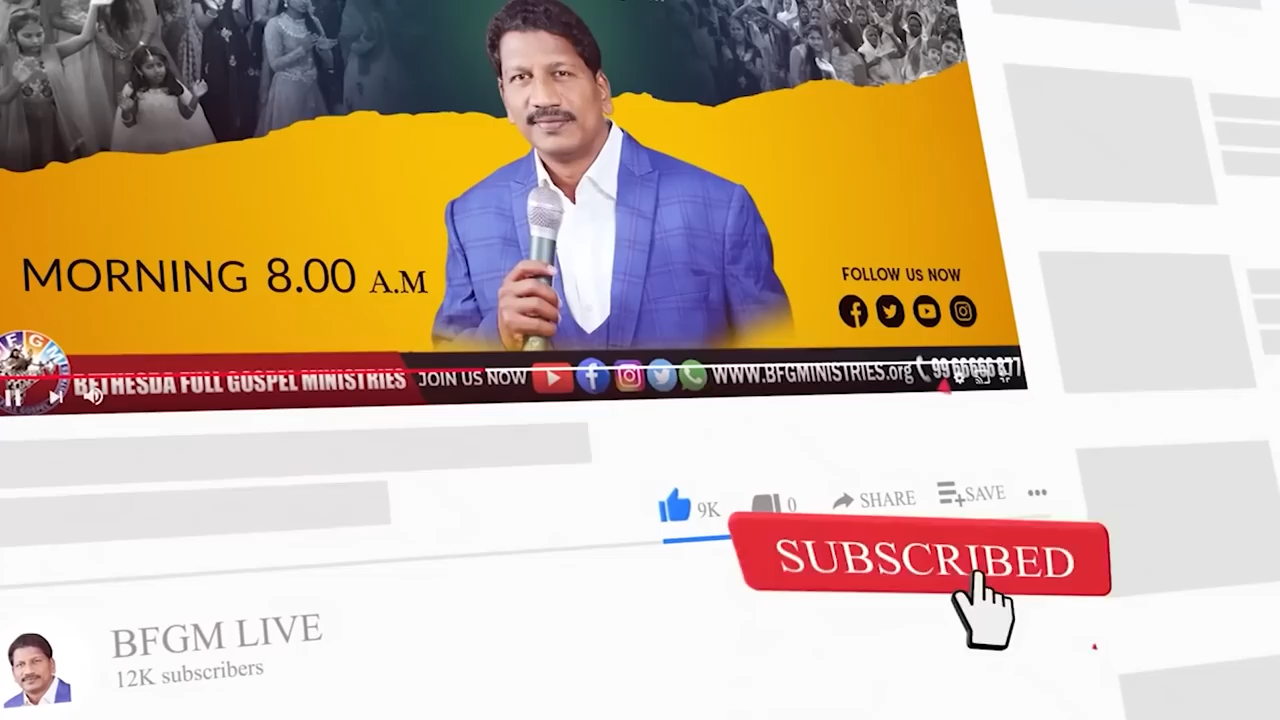 MORNING 8.00 A.M
FOLLOW US NOW
BETHESDA FULL GOSPEL MINISTRIES
JOIN US NOW
WWW.BFGMINISTRIES.org
9K
0
SHARE
SAVE
SUBSCRIBED
BFGM LIVE
12K subscribers